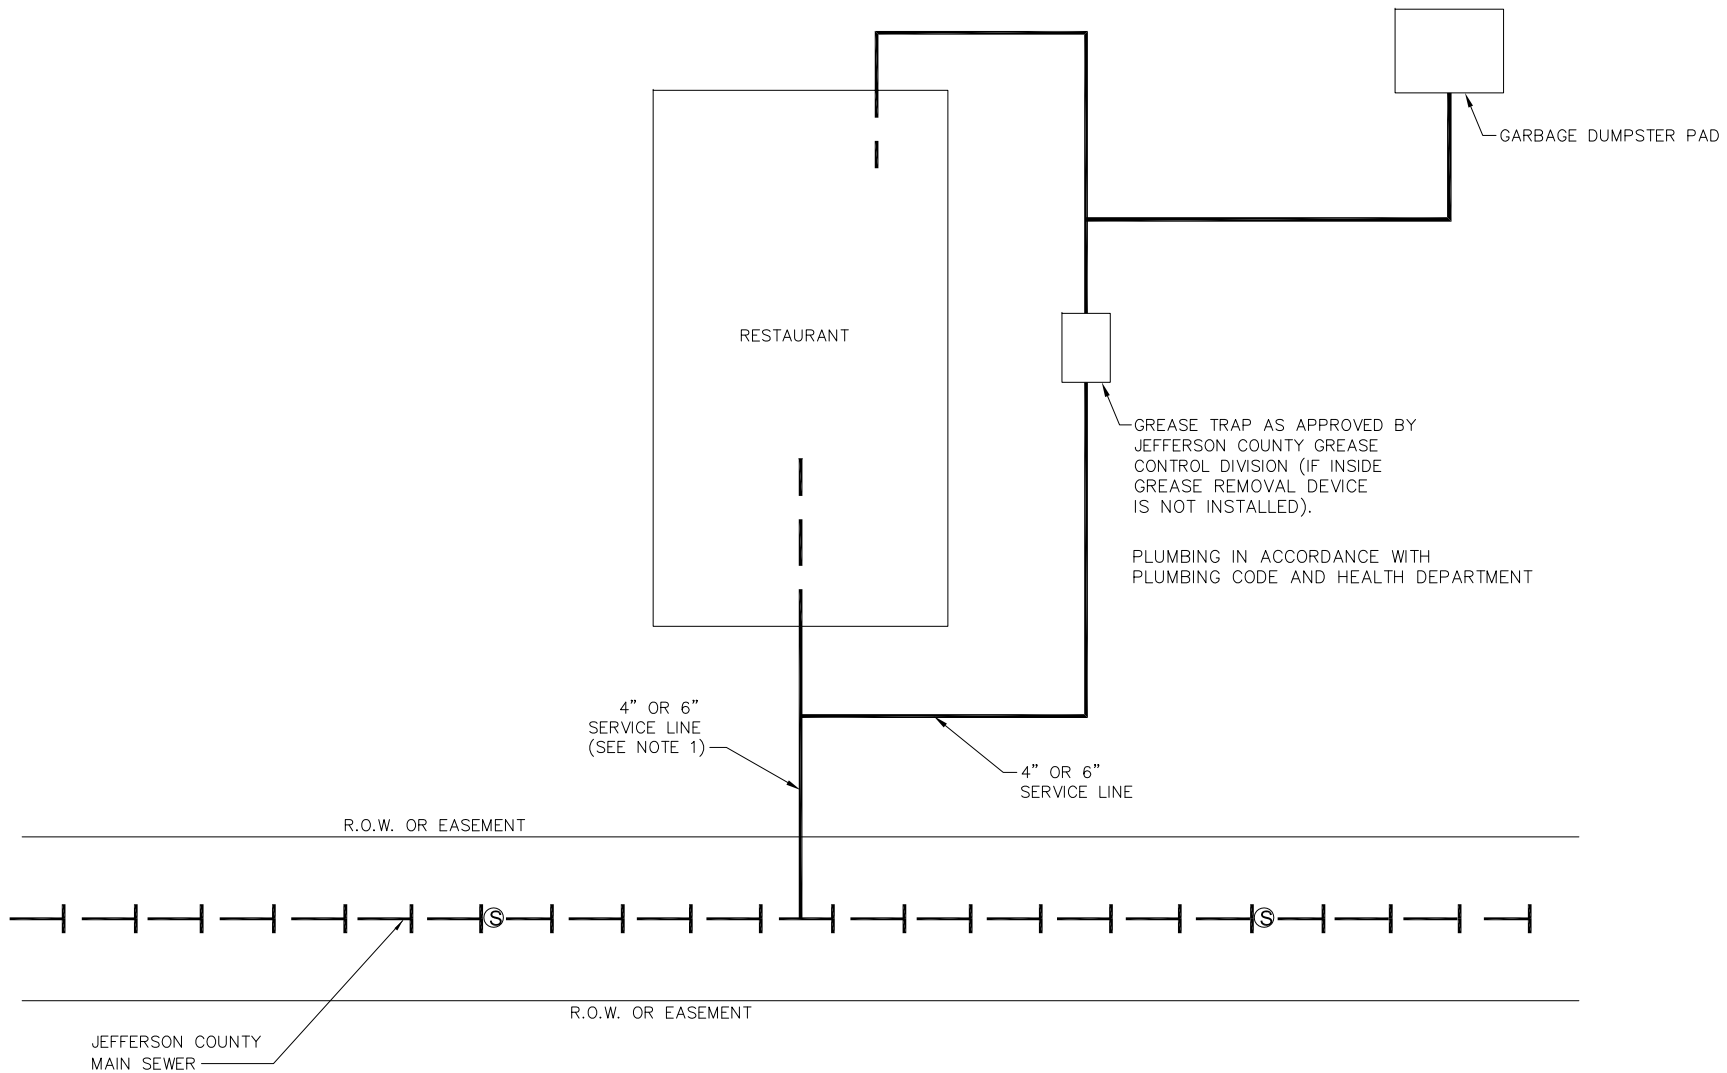 GARBAGE DUMPSTER PAD
RESTAURANT
GREASE TRAP AS APPROVED BY
JEFFERSON COUNTY GREASE
CONTROL DIVISION (IF INSIDE
GREASE REMOVAL DEVICE
IS NOT INSTALLED).
PLUMBING IN ACCORDANCE WITH
PLUMBING CODE AND HEALTH DEPARTMENT
4” OR 6”
SERVICE LINE
(SEE NOTE 1)
4” OR 6”
SERVICE LINE
R.O.W. OR EASEMENT
S
S
R.O.W. OR EASEMENT
JEFFERSON COUNTY
MAIN SEWER